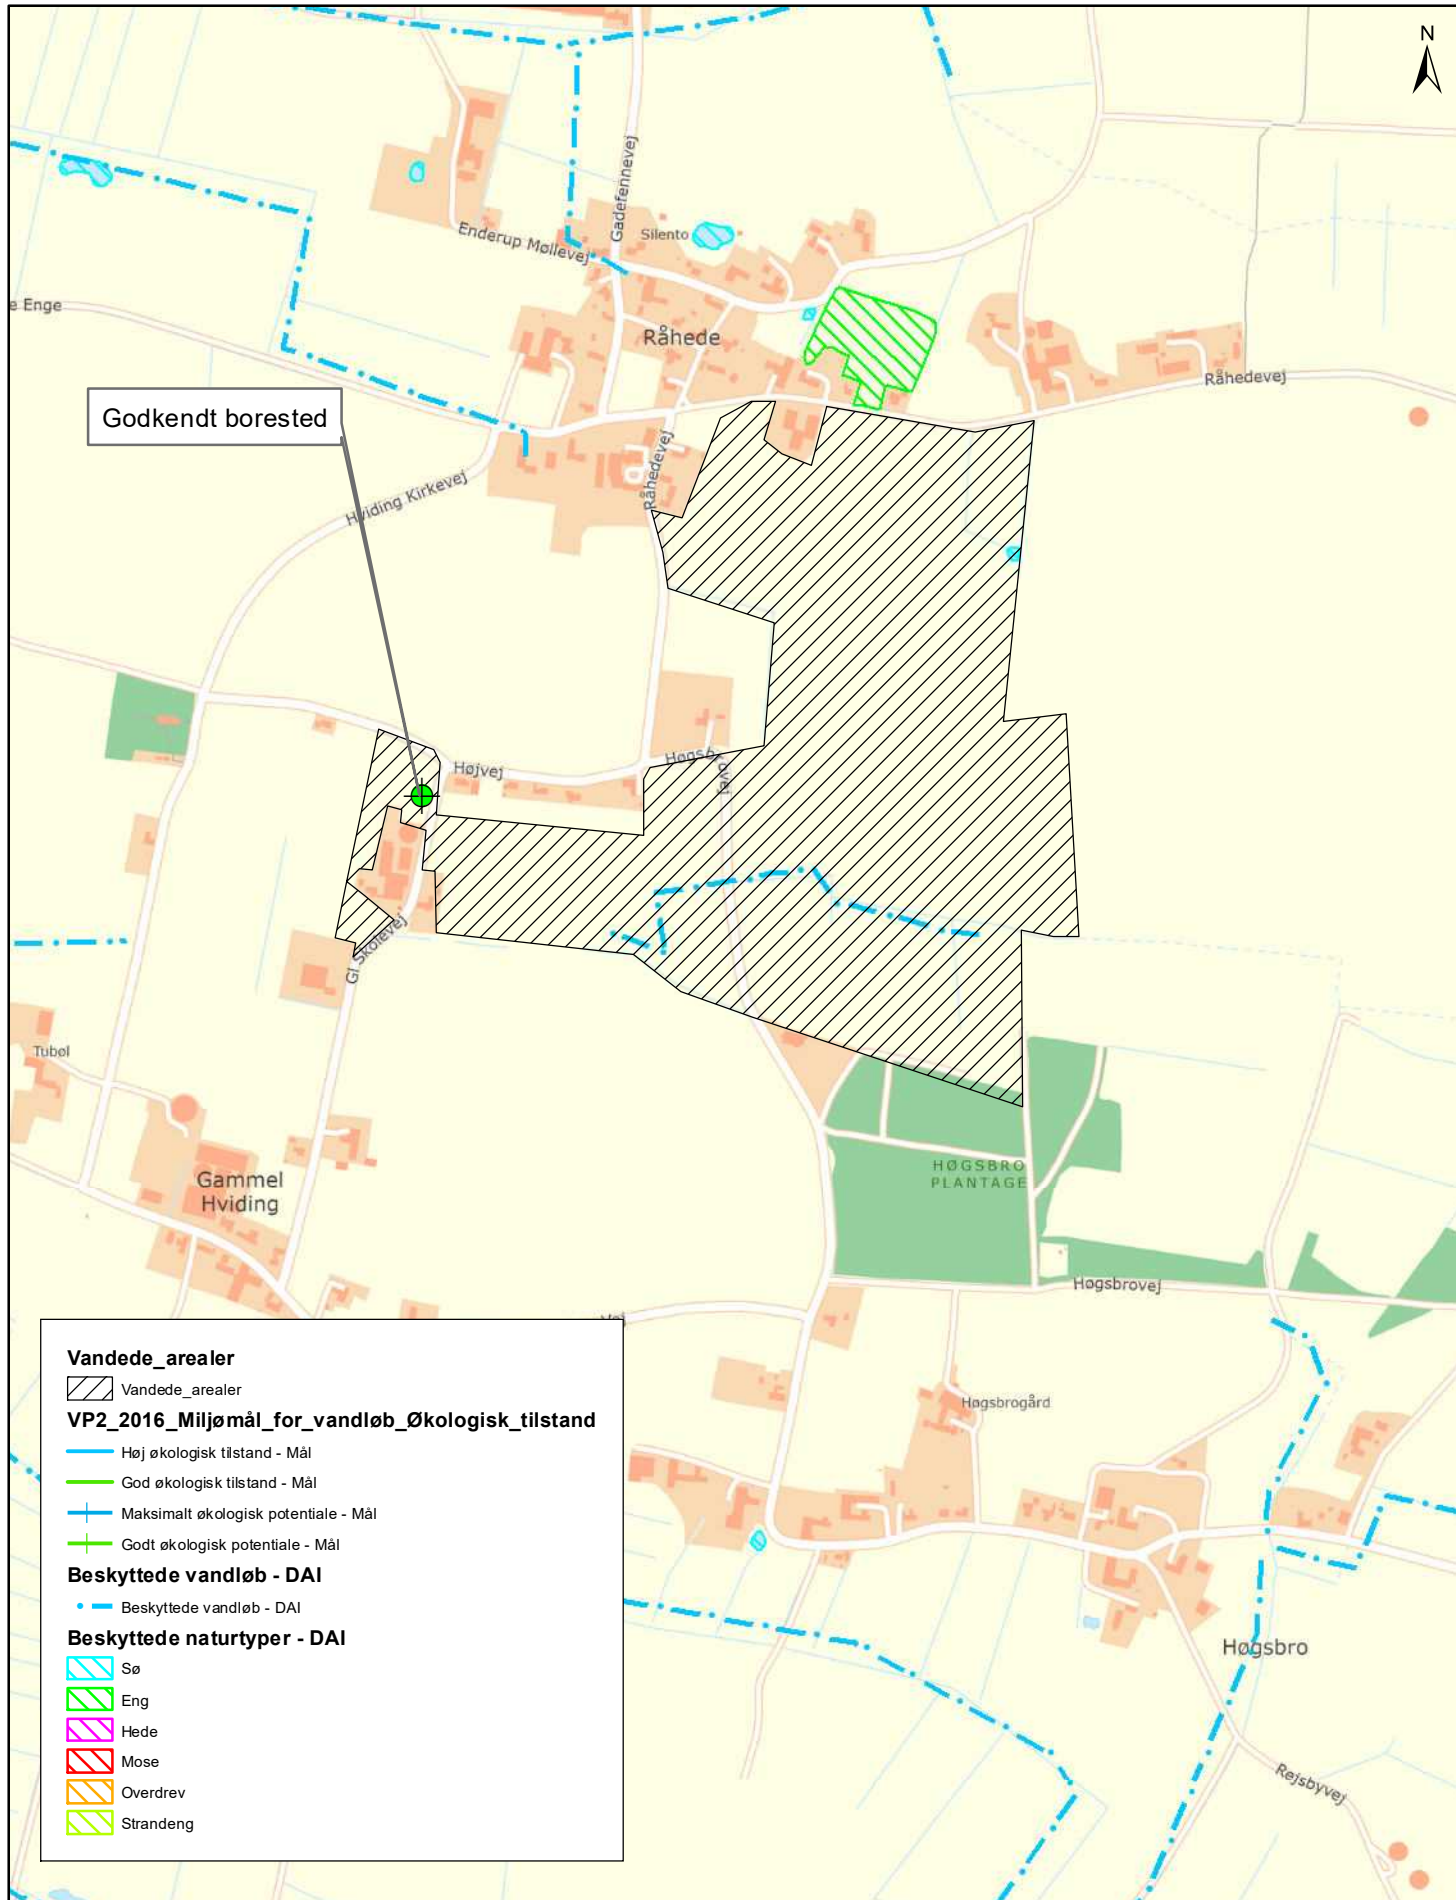 N
Gadefennevej
Silento
Enderup Møllevej
e Enge
Råhede
Råhedevej
Godkendt borested
Råhedevej
Hviding Kirkevej
Høgsbrovej
Højvej
Gl Skolevej
Tubøl
Gammel
Hviding
HØGSBRO
PLANTAGE
Høgsbrovej
Vej
Høgsbrogård
Høgsbro
Rejsbyvej
Vandede_arealer
Vandede_arealer
VP2_2016_Miljømål_for_vandløb_Økologisk_tilstand
Høj økologisk tilstand - Mål
God økologisk tilstand - Mål
Maksimalt økologisk potentiale - Mål
Godt økologisk potentiale - Mål
Beskyttede vandløb - DAI
Beskyttede vandløb - DAI
Beskyttede naturtyper - DAI
Sø
Eng
Hede
Mose
Overdrev
Strandeng